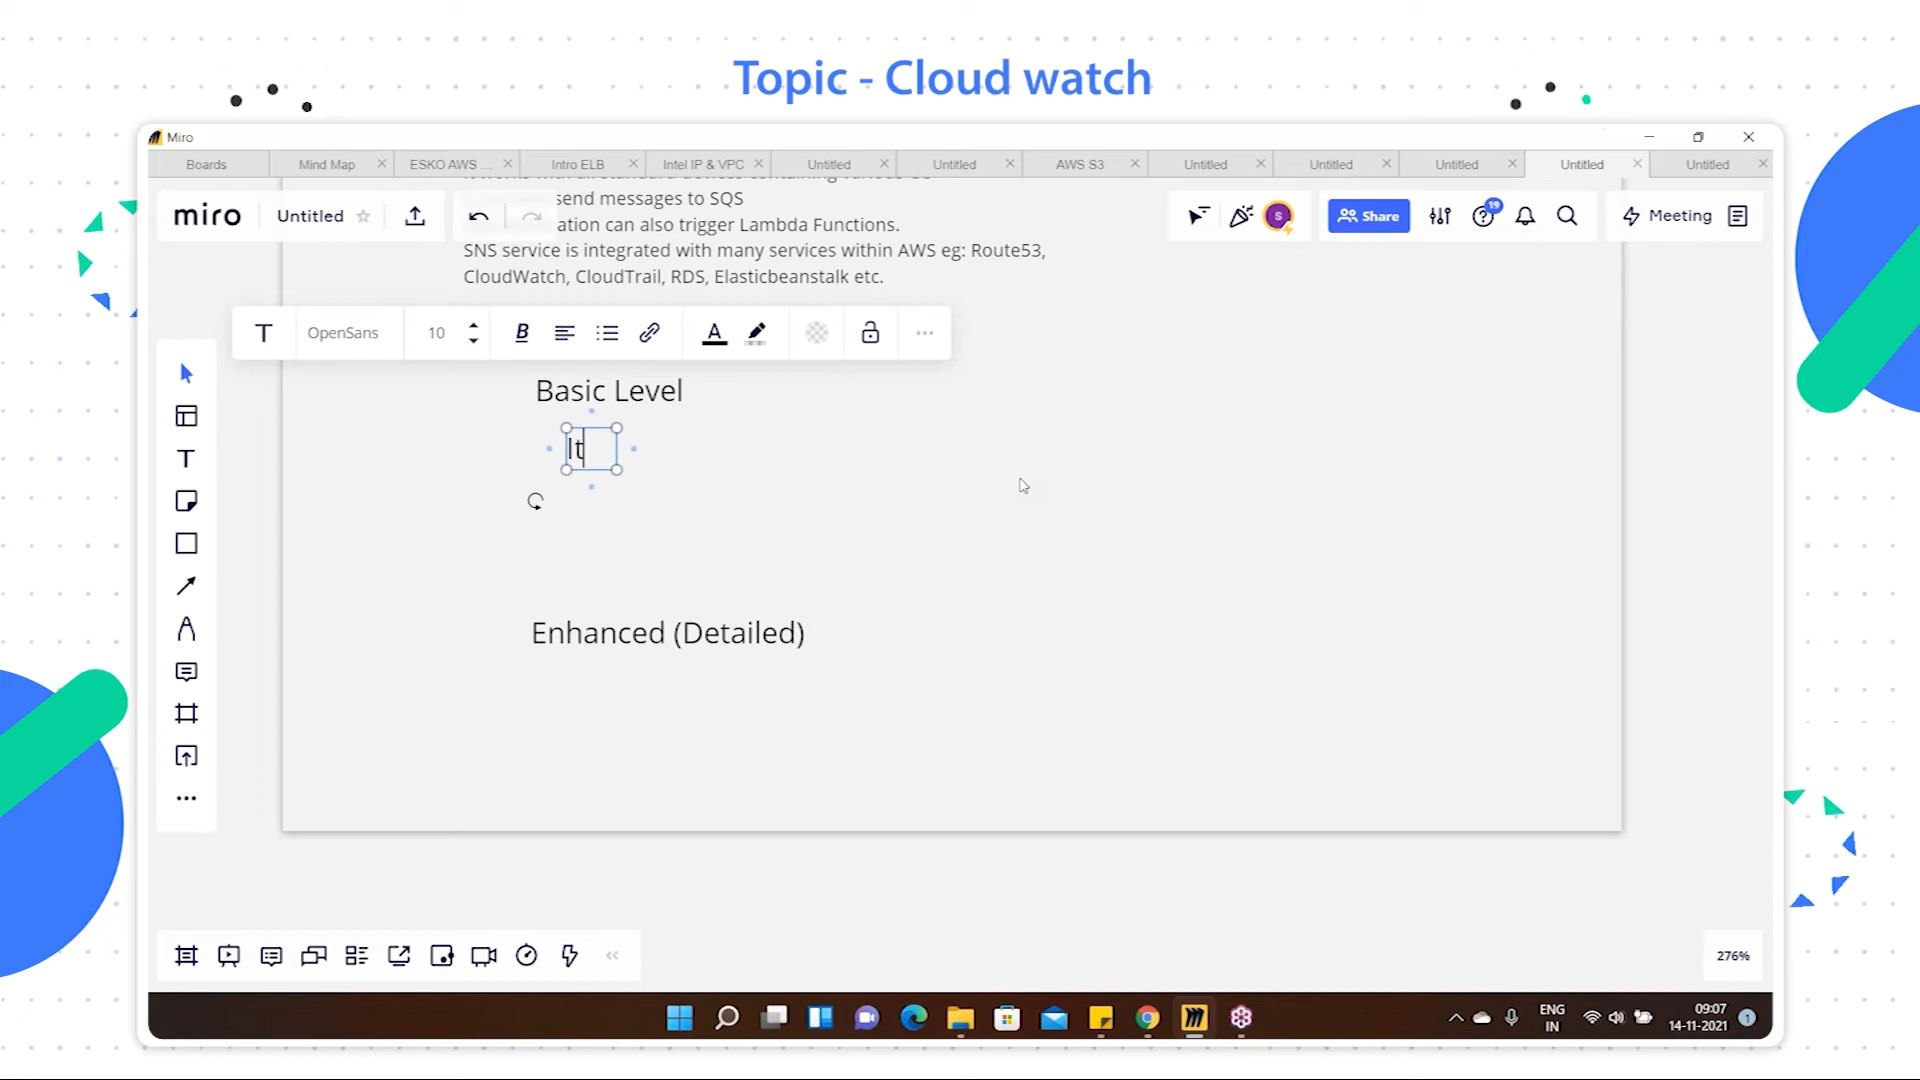 Topic - Cloud watch
Miro
Boards
Mind Map
ESKO AWS ...
Intro ELB
Intel IP & VPC
Untitled
Untitled
AWS S3
Untitled
Untitled
Untitled
Untitled
Untitled
send messages to SQS
miro
Untitled
ation can also trigger Lambda Functions.
SNS service is integrated with many services within AWS eg: Route53,
CloudWatch, CloudTrail, RDS, Elasticbeanstalk etc.
S
Share
19
Meeting
T
OpenSans
10
B
A
Basic Level
It
Enhanced (Detailed)
276%
ENG
IN
09:07
14-11-2021
1